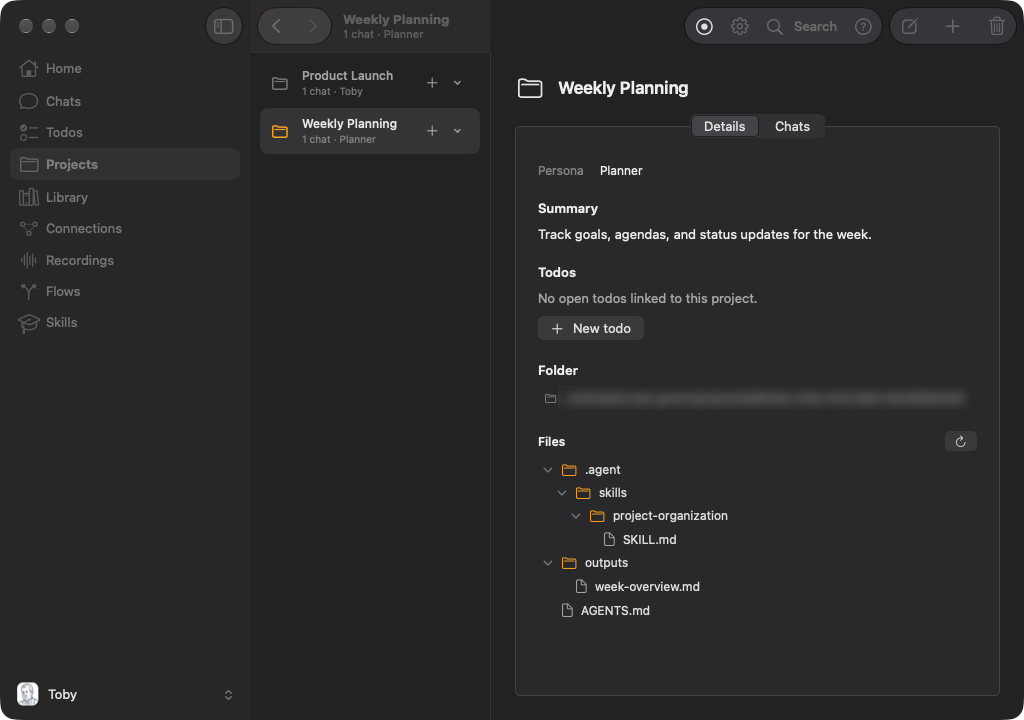 Home
Chats
Todos
Projects
Library
Connections
Recordings
Flows
Skills
Toby
Weekly Planning
1 chat · Planner
Product Launch
1 chat · Toby
Weekly Planning
1 chat · Planner
Search
Weekly Planning
Details
Chats
Persona Planner
Summary
Track goals, agendas, and status updates for the week.
Todos
No open todos linked to this project.
New todo
Folder
Files
.agent
skills
project-organization
SKILL.md
outputs
week-overview.md
AGENTS.md